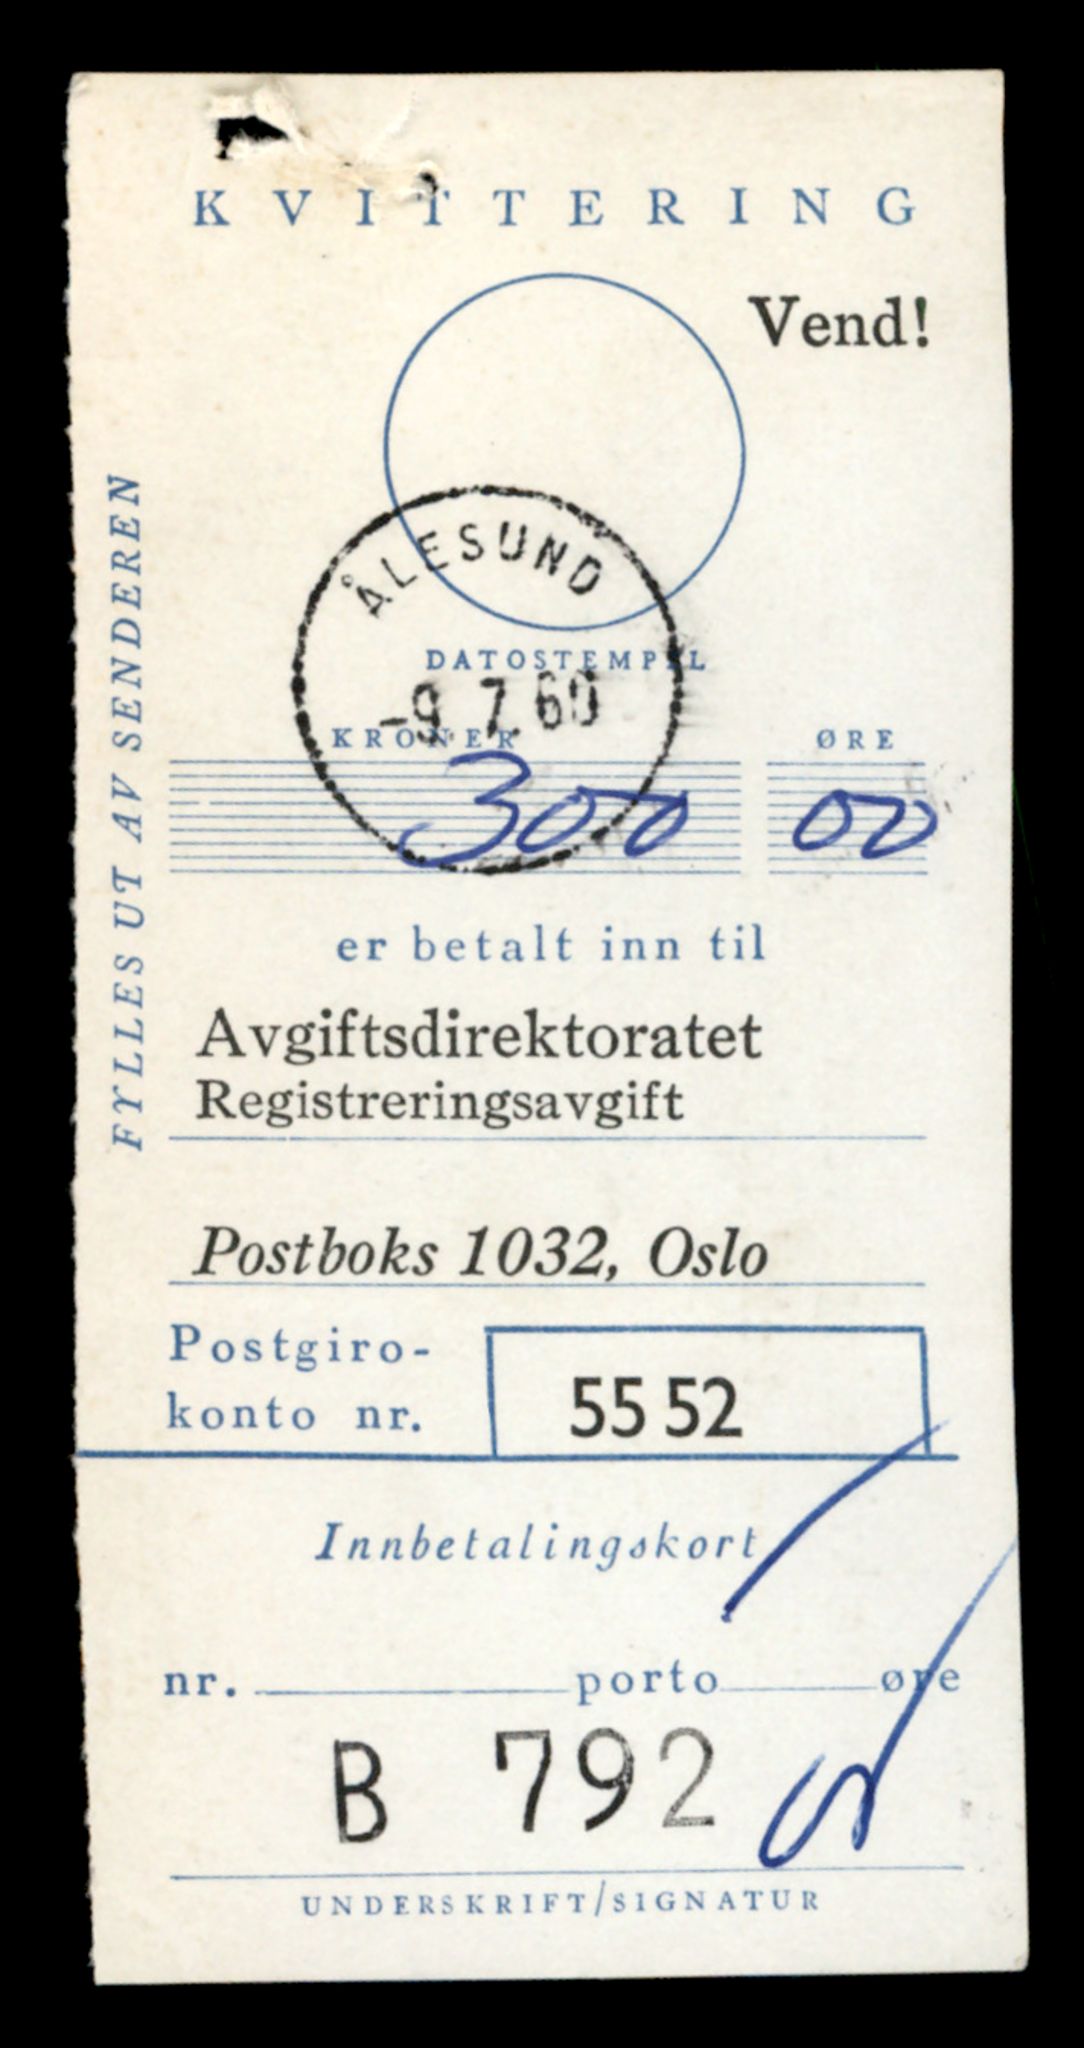 KVITTERING
Vend!
FYLLES UT AV SENDEREN
ÅLESUND
DATOSTEMPEL
-9. 7. 60
KRONER ØRE
300 00
er betalt inn til
Avgiftsdirektoratet
Registreringsavgift
Postboks 1032, Oslo
Postgiro-
konto nr. 55 52
Innbetalingskort
nr. porto øre
B 792
UNDERSKRIFT/SIGNATUR